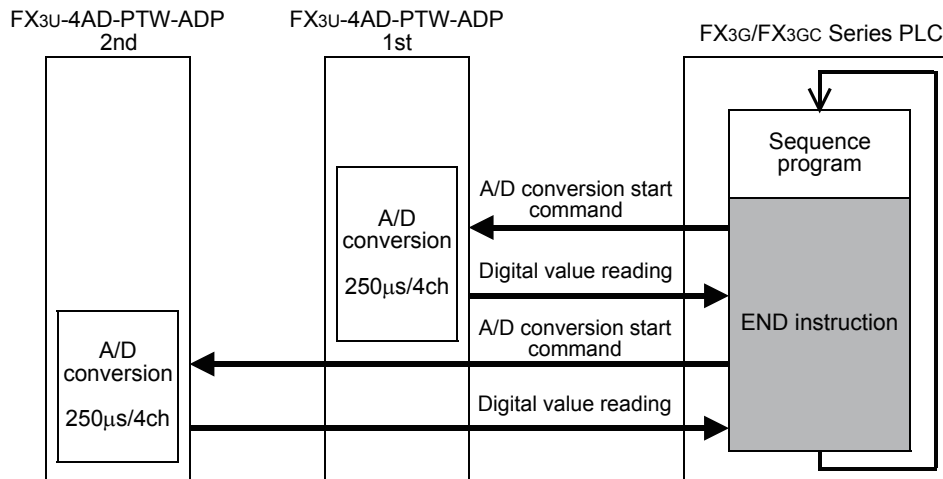 FX3U-4AD-PTW-ADP
2nd
FX3U-4AD-PTW-ADP
1st
FX3G/FX3GC Series PLC
Sequence
program
A/D conversion start
command
A/D
conversion
250μs/4ch
Digital value reading
END instruction
A/D conversion start
command
A/D
conversion
250μs/4ch
Digital value reading